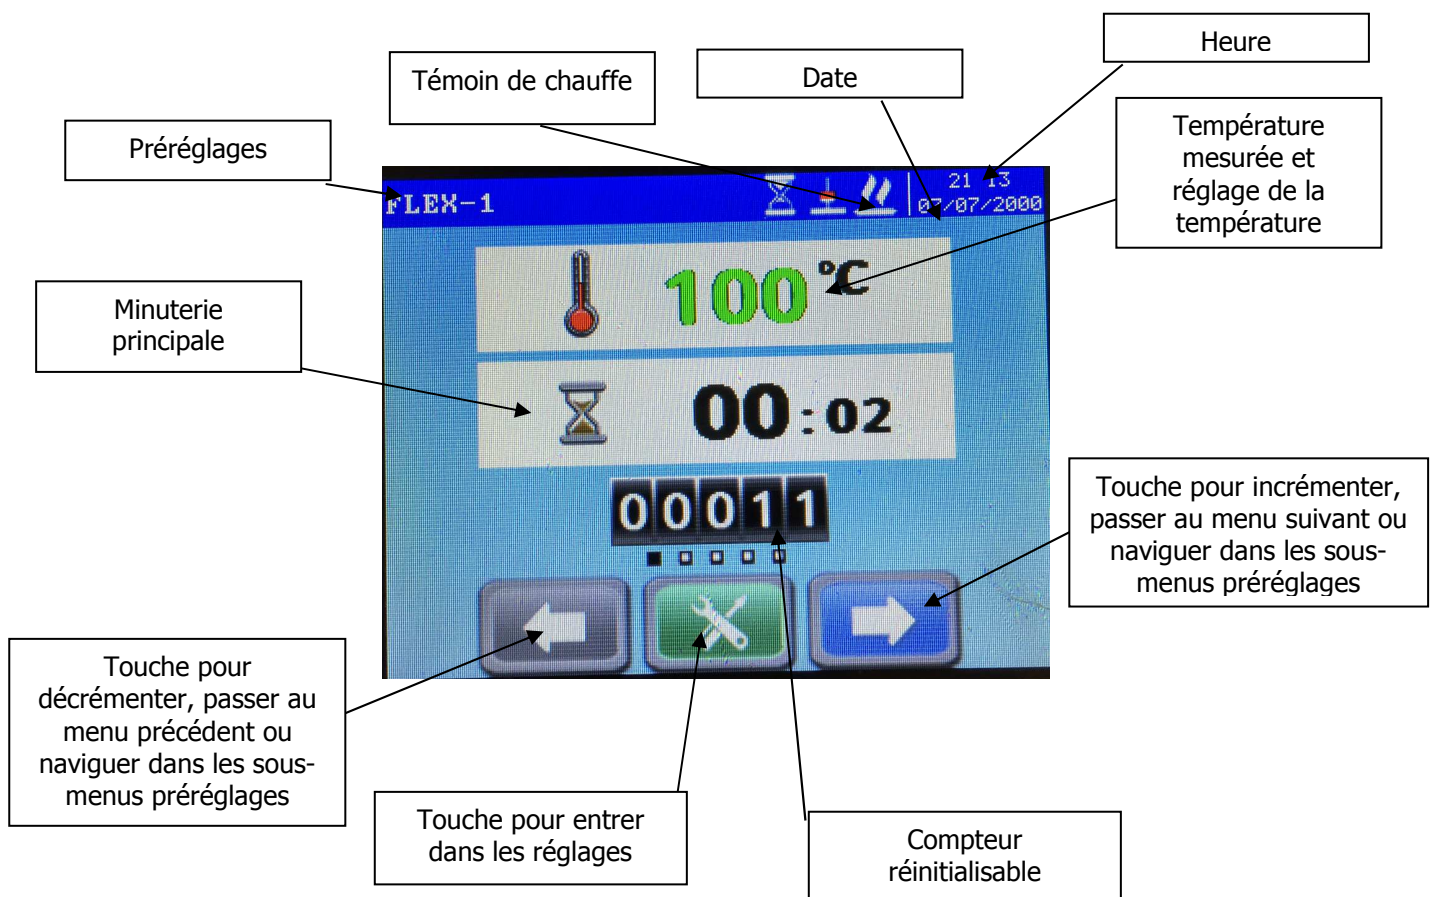 Heure
Témoin de chauffe
Date
Température
mesurée et
réglage de la
température
Préréglages
FLEX-1
21 13
07/07/2000
100 °C
Minuterie
principale
00:02
00011
Touche pour incrémenter,
passer au menu suivant ou
naviguer dans les sous-
menus préréglages
Touche pour
décrémenter, passer au
menu précédent ou
naviguer dans les sous-
menus préréglages
Touche pour entrer
dans les réglages
Compteur
réinitialisable